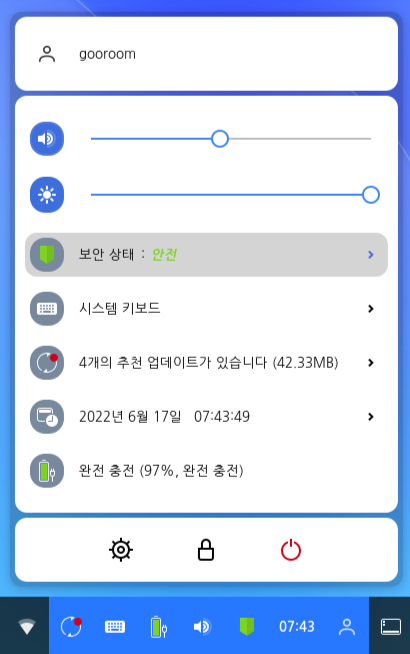 gooroom
보안 상태 : 안전
시스템 키보드
4개의 추천 업데이트가 있습니다 (42.33MB)
2022년 6월 17일 07:43:49
완전 충전 (97%, 완전 충전)
07:43